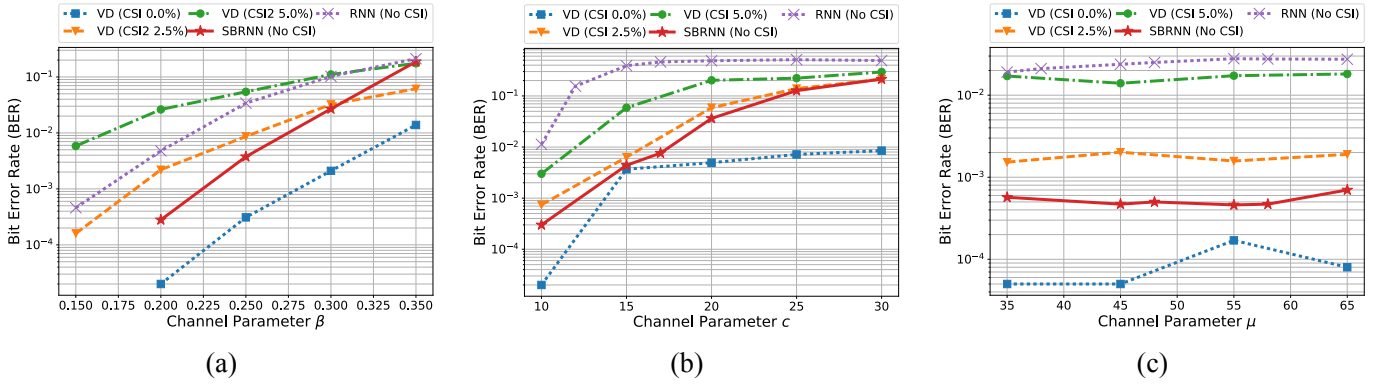 VD (CSI 0.0%) VD (CSI2 5.0%) RNN (No CSI)
VD (CSI2 2.5%) SBRNN (No CSI)
Bit Error Rate (BER)
10⁻¹
10⁻²
10⁻³
10⁻⁴
0.150 0.175 0.200 0.225 0.250 0.275 0.300 0.325 0.350
Channel Parameter β
(a)
VD (CSI 0.0%) VD (CSI 5.0%) RNN (No CSI)
VD (CSI 2.5%) SBRNN (No CSI)
Bit Error Rate (BER)
10⁻¹
10⁻²
10⁻³
10⁻⁴
10 15 20 25 30
Channel Parameter c
(b)
VD (CSI 0.0%) VD (CSI 5.0%) RNN (No CSI)
VD (CSI 2.5%) SBRNN (No CSI)
Bit Error Rate (BER)
10⁻²
10⁻³
10⁻⁴
35 40 45 50 55 60 65
Channel Parameter μ
(c)